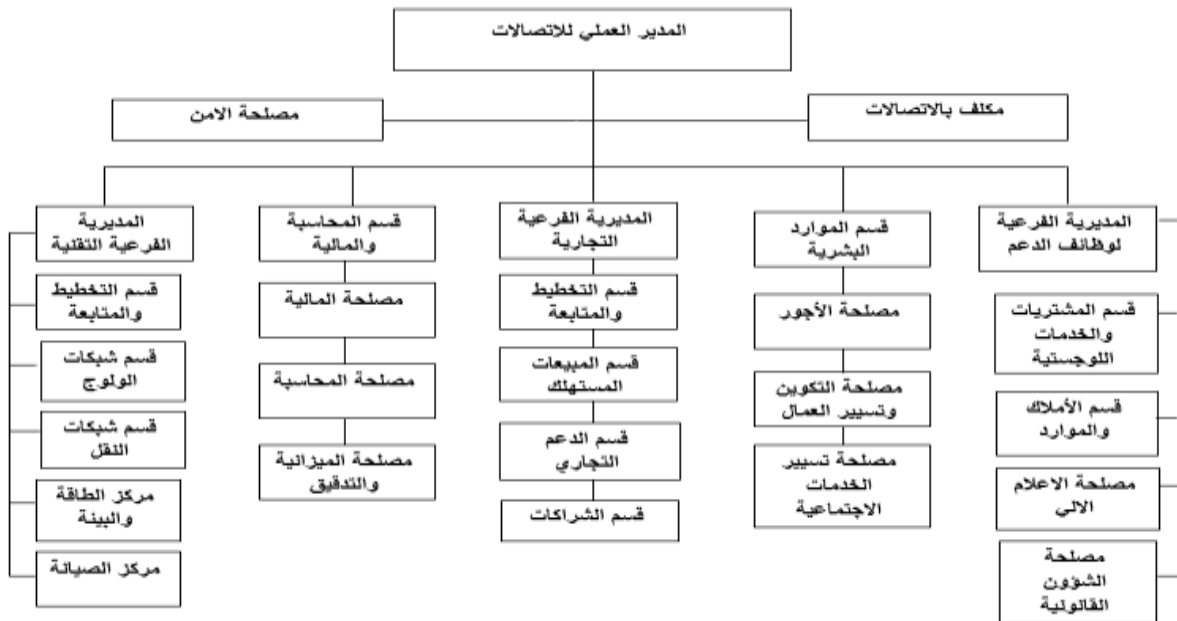 المدير العملي للاتصالات
مكلف بالاتصالات
مصلحة الامن
المديرية الفرعية
لوظائف الدعم
قسم المشتريات
والخدمات
اللوجستية
قسم الأملاك
والموارد
مصلحة الاعلام
الالي
مصلحة
الشؤون
القانونية
قسم الموارد
البشرية
مصلحة الأجور
مصلحة التكوين
وتسيير العمال
مصلحة تسيير
الخدمات
الاجتماعية
المديرية الفرعية
التجارية
قسم التخطيط
والمتابعة
قسم المبيعات
المستهلك
قسم الدعم
التجاري
قسم الشراكات
قسم المحاسبة
والمالية
مصلحة المالية
مصلحة المحاسبة
مصلحة الميزانية
والتدقيق
المديرية
الفرعية التقنية
قسم التخطيط
والمتابعة
قسم شبكات
الولوج
قسم شبكات
النقل
مركز الطاقة
والبيئة
مركز الصيانة